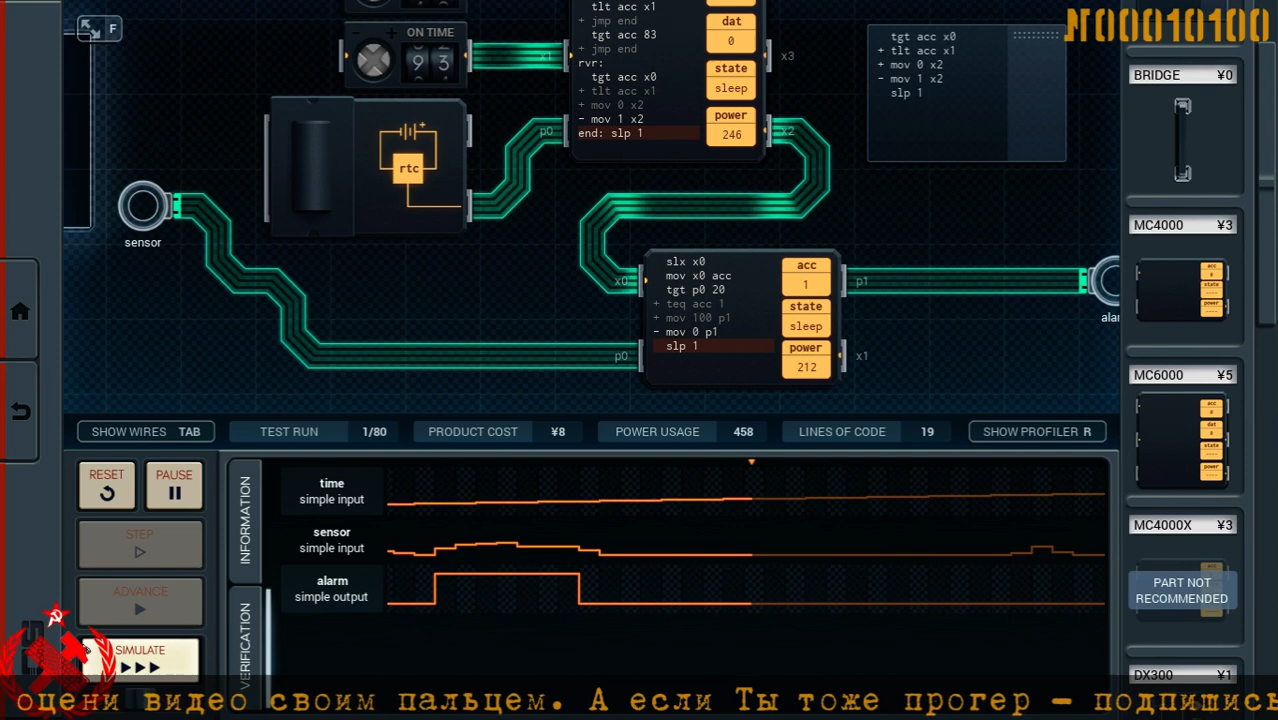 F
ON TIME
9 3
x1
tlt acc x1
+ jmp end
tgt acc 83
+ jmp end
rvr:
tgt acc x0
+ tlt acc x1
+ mov 0 x2
- mov 1 x2
end: slp 1
dat
0
state
sleep
power
246
x3
x2
p0
tgt acc x0
+ tlt acc x1
+ mov 0 x2
- mov 1 x2
slp 1
N00010100
rtc
sensor
slx x0
mov x0 acc
tgt p0 20
+ teq acc 1
+ mov 100 p1
- mov 0 p1
slp 1
acc
1
state
sleep
power
212
x0
p0
p1
x1
alar
BRIDGE ¥0
MC4000 ¥3
MC6000 ¥5
MC4000X ¥3
PART NOT
RECOMMENDED
DX300 ¥1
SHOW WIRES TAB
TEST RUN 1/80
PRODUCT COST ¥8
POWER USAGE 458
LINES OF CODE 19
SHOW PROFILER R
RESET
PAUSE
STEP
ADVANCE
SIMULATE
INFORMATION
VERIFICATION
time
simple input
sensor
simple input
alarm
simple output
оцени видео своим пальцем. А если Ты тоже прогер – подпишись